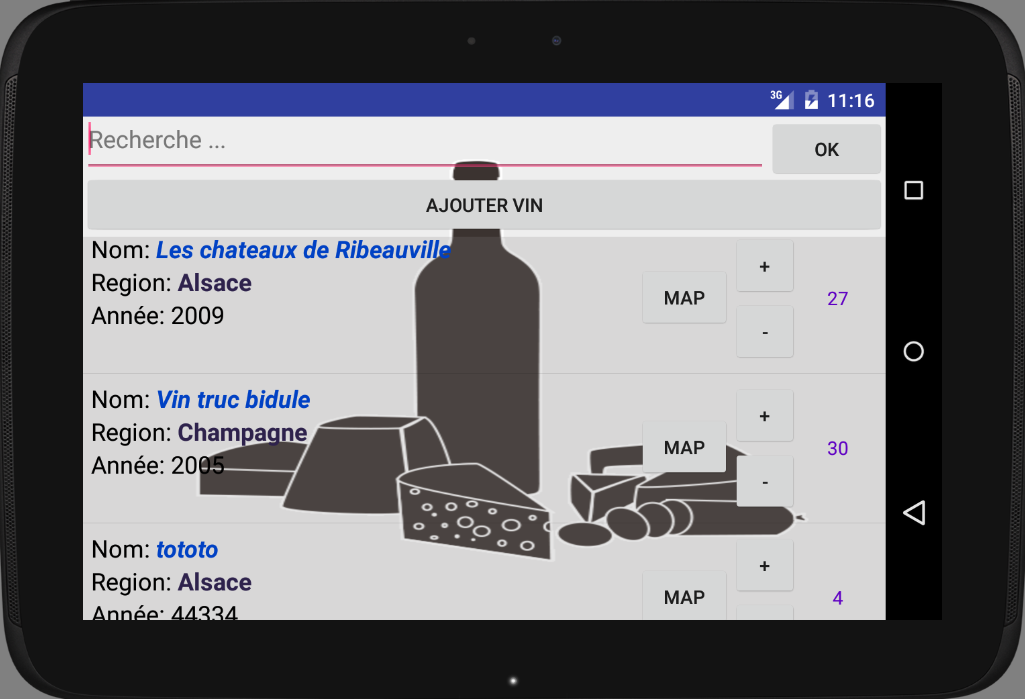 3G 11:16
Recherche ...
OK
AJOUTER VIN
Nom: Les chateaux de Ribeauville
Region: Alsace
Année: 2009
MAP
+
-
27
Nom: Vin truc bidule
Region: Champagne
Année: 2005
MAP
+
-
30
Nom: tototo
Region: Alsace
Année: 44334
MAP
+
4